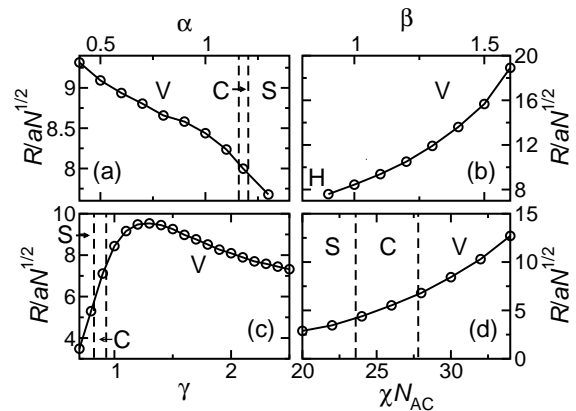 α β
0.5 1 1 1.5
R/aN^1/2 9 8.5 8 V C S (a)
V H (b) 20 16 12 8 R/aN^1/2
R/aN^1/2 10 8 6 4 S V C (c)
S C V (d) 15 10 5 0 R/aN^1/2
1 2 20 25 30
γ χN_AC